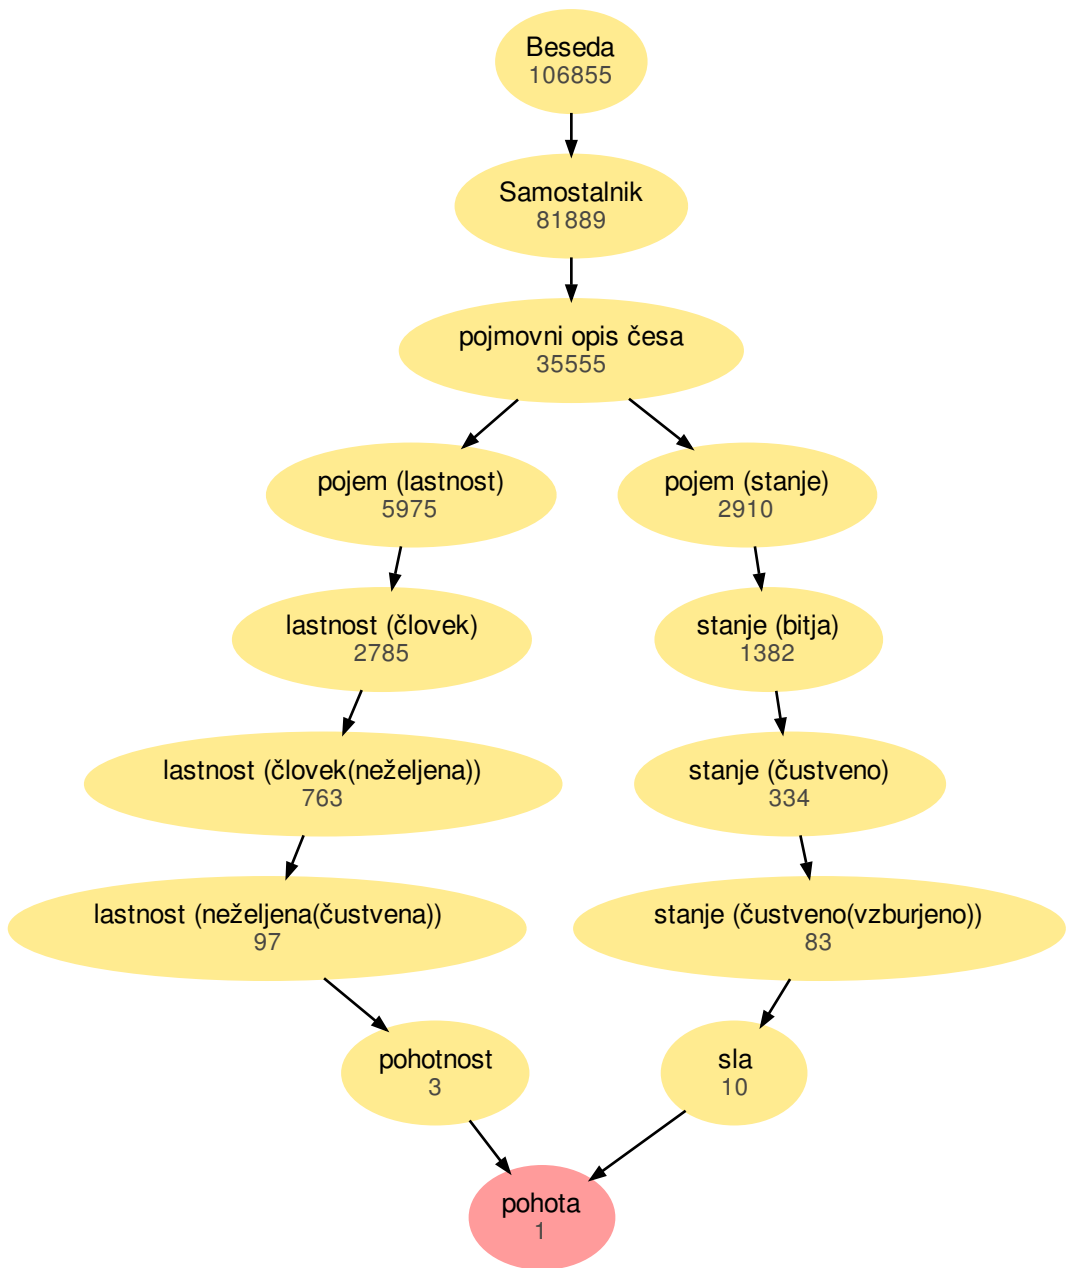 Beseda
106855
Samostalnik
81889
pojmovni opis česa
35555
pojem (lastnost)
5975
pojem (stanje)
2910
lastnost (človek)
2785
stanje (bitja)
1382
lastnost (človek(neželjena))
763
stanje (čustveno)
334
lastnost (neželjena(čustvena))
97
stanje (čustveno(vzburjeno))
83
pohotnost
3
sla
10
pohota
1